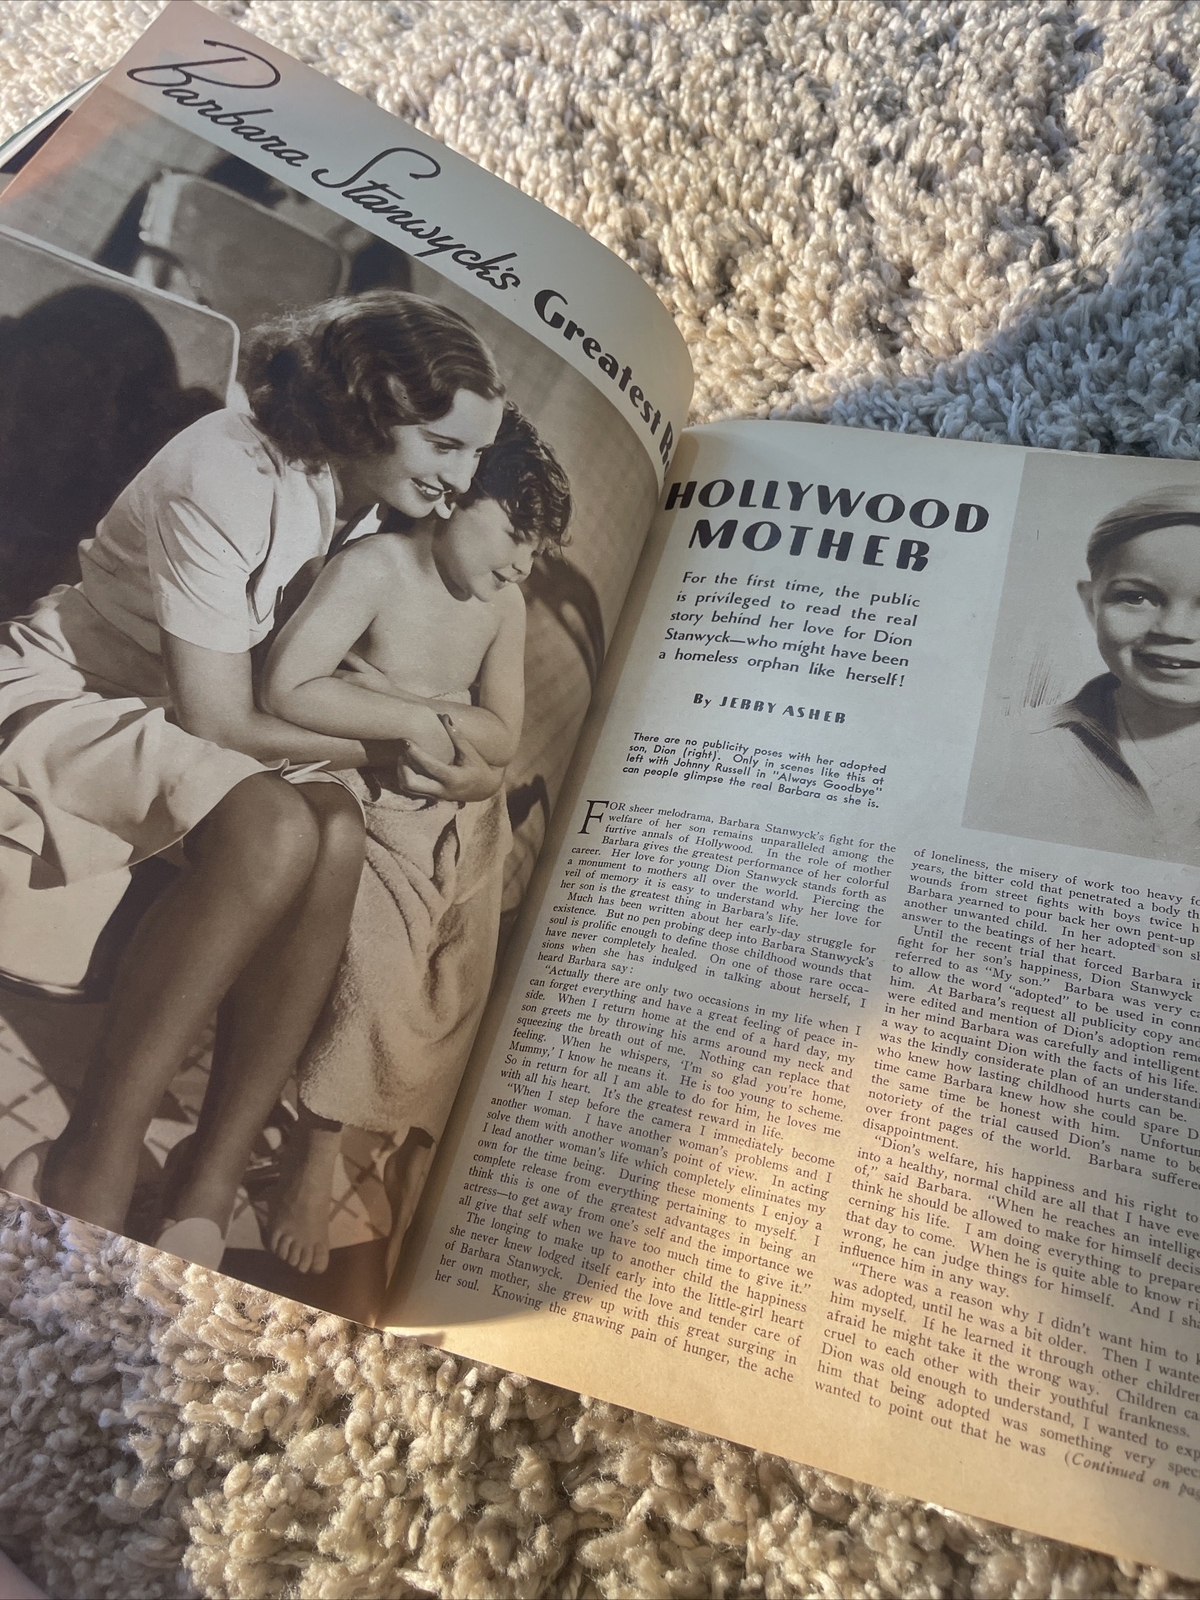 Barbara Stanwyck's Greatest R
HOLLYWOOD
MOTHER
For the first time, the public
is privileged to read the real
story behind her love for Dion
Stanwyck—who might have been
a homeless orphan like herself!
By JERRY ASHER
There are no publicity poses with her adopted
son, Dion (right). Only in scenes like this at
left with Johnny Russell in "Always Goodbye"
can people glimpse the real Barbara as she is.
FOR sheer melodrama, Barbara Stanwyck's fight for the
welfare of her son remains unparalleled among the
furtive annals of Hollywood. In the role of mother
Barbara gives the greatest performance of her colorful
career. Her love for young Dion Stanwyck stands forth as
a monument to mothers all over the world. Piercing the
veil of memory it is easy to understand why her love for
her son is the greatest thing in Barbara's life.
Much has been written about her early-day struggle for
existence. But no pen probing deep into Barbara Stanwyck's
soul is prolific enough to define those childhood wounds that
have never completely healed. On one of those rare occa-
sions when she has indulged in talking about herself, I
heard Barbara say:
"Actually there are only two occasions in my life when I
can forget everything and have a great feeling of peace in-
side. When I return home at the end of a hard day, my
son greets me by throwing his arms around my neck and
squeezing the breath out of me. Nothing can replace that
feeling. When he whispers, 'I'm so glad you're home,
Mummy,' I know he means it. He is too young to scheme.
So in return for all I am able to do for him, he loves me
with all his heart. It's the greatest reward in life.
"When I step before the camera I immediately become
another woman. I have another woman's problems and I
solve them with another woman's point of view. In acting
I lead another woman's life which completely eliminates my
own for the time being. During these moments I enjoy a
complete release from everything pertaining to myself. I
think this is one of the greatest advantages in being an
actress—to get away from one's self and the importance we
all give that self when we have too much time to give it."
The longing to make up to another child the happiness
she never knew lodged itself early into the little-girl heart
of Barbara Stanwyck. Denied the love and tender care of
her own mother, she grew up with this great surging in
her soul. Knowing the gnawing pain of hunger, the ache
of loneliness, the misery of work too heavy fo
years, the bitter cold that penetrated a body th
wounds from street fights with boys twice h
Barbara yearned to pour back her own pent-up
another unwanted child. In her adopted son sh
answer to the beatings of her heart.
Until the recent trial that forced Barbara in
fight for her son's happiness, Dion Stanwyck
referred to as "My son." Barbara was very ca
to allow the word "adopted" to be used in conn
him. At Barbara's request all publicity copy and
were edited and mention of Dion's adoption rem
in her mind Barbara was carefully and intelligent
a way to acquaint Dion with the facts of his life.
was the kindly considerate plan of an understandi
who knew how lasting childhood hurts can be.
time came Barbara knew how she could spare D
the same time be honest with him. Unfortun
notoriety of the trial caused Dion's name to be
over front pages of the world. Barbara suffere
disappointment.
"Dion's welfare, his happiness and his right to
into a healthy, normal child are all that I have eve
of," said Barbara. "When he reaches an intellige
think he should be allowed to make for himself decis
cerning his life. I am doing everything to prepare
that day to come. When he is quite able to know ri
wrong, he can judge things for himself. And I sha
influence him in any way.
"There was a reason why I didn't want him to k
was adopted, until he was a bit older. Then I wante
him myself. If he learned it through other children
afraid he might take it the wrong way. Children ca
cruel to each other with their youthful frankness.
Dion was old enough to understand, I wanted to exp
him that being adopted was something very spec
wanted to point out that he was (Continued on pag